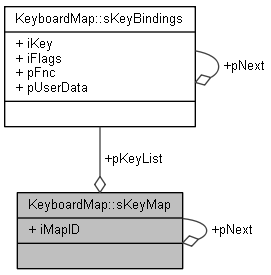 KeyboardMap::sKeyBindings
+ iKey
+ iFlags
+ pFnc
+ pUserData
+pNext
+pKeyList
KeyboardMap::sKeyMap
+ iMapID
+pNext